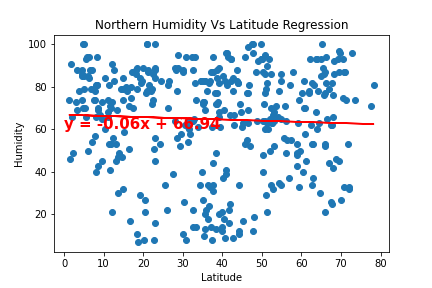 Northern Humidity Vs Latitude Regression
100
80
60
40
20
y = -0.06x + 66.94
Humidity
0 10 20 30 40 50 60 70 80
Latitude